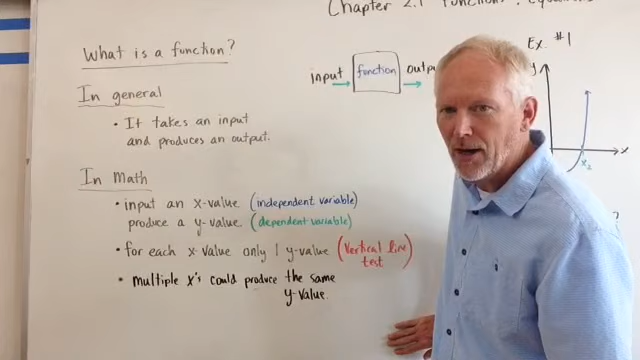 Chapter 2.1 Functions:
What is a function?
input
function
Ex. #1
In general
y
• It takes an input
and produces an output.
x
x₁
In Math
• input an x-value (independent variable)
produce a y-value (dependent variable)
?
• for each x-value only 1 y-value (Vertical line
test)
• multiple x's could produce the same
y-value.